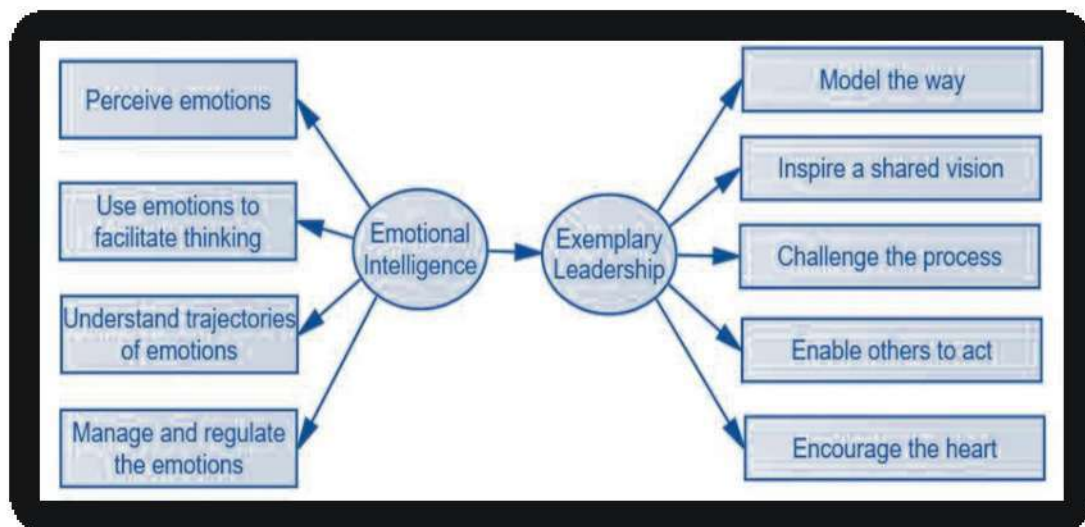 Perceive emotions
Use emotions to
facilitate thinking
Understand trajectories
of emotions
Manage and regulate
the emotions
Emotional
Intelligence
Exemplary
Leadership
Model the way
Inspire a shared vision
Challenge the process
Enable others to act
Encourage the heart